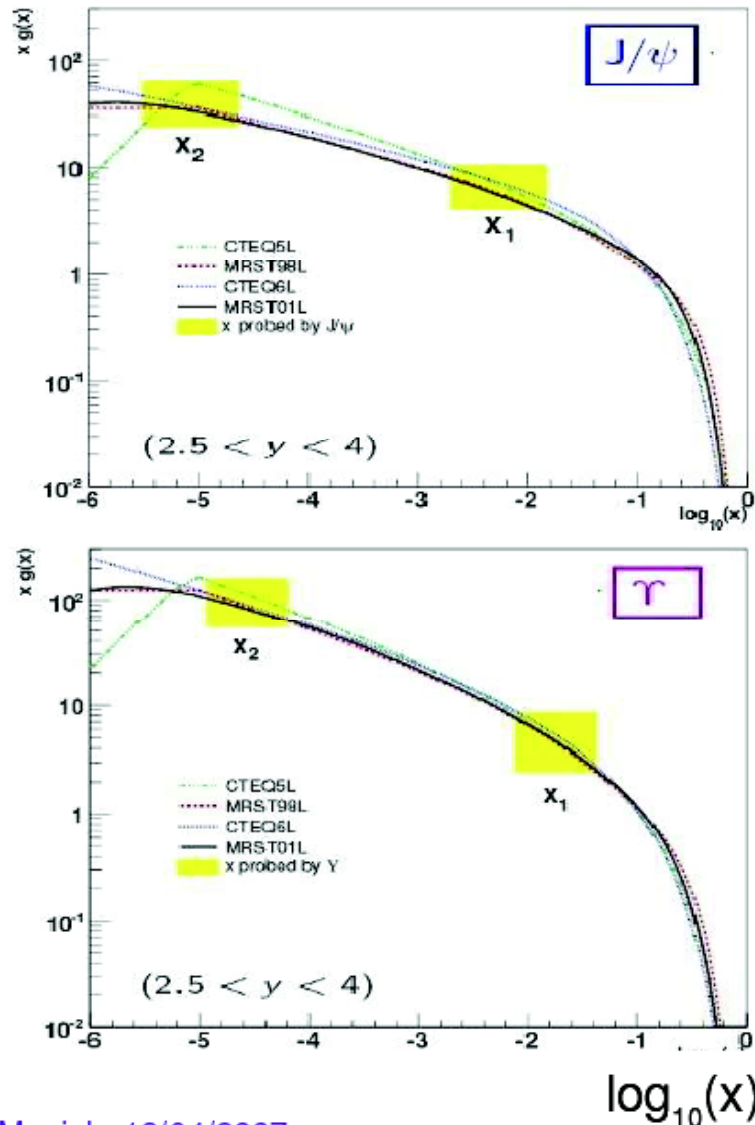 x g(x)
J/ψ
10²
10
1
10⁻¹
10⁻²
x₂
x₁
CTEQ5L
MRST98L
CTEQ6L
MRST01L
x probed by J/ψ
(2.5 < y < 4)
-6 -5 -4 -3 -2 -1 0
log₁₀(x)
x g(x)
ϒ
10²
10
1
10⁻¹
10⁻²
x₂
x₁
CTEQ5L
MRST98L
CTEQ6L
MRST01L
x probed by ϒ
(2.5 < y < 4)
-6 -5 -4 -3 -2 -1 0
log₁₀(x)